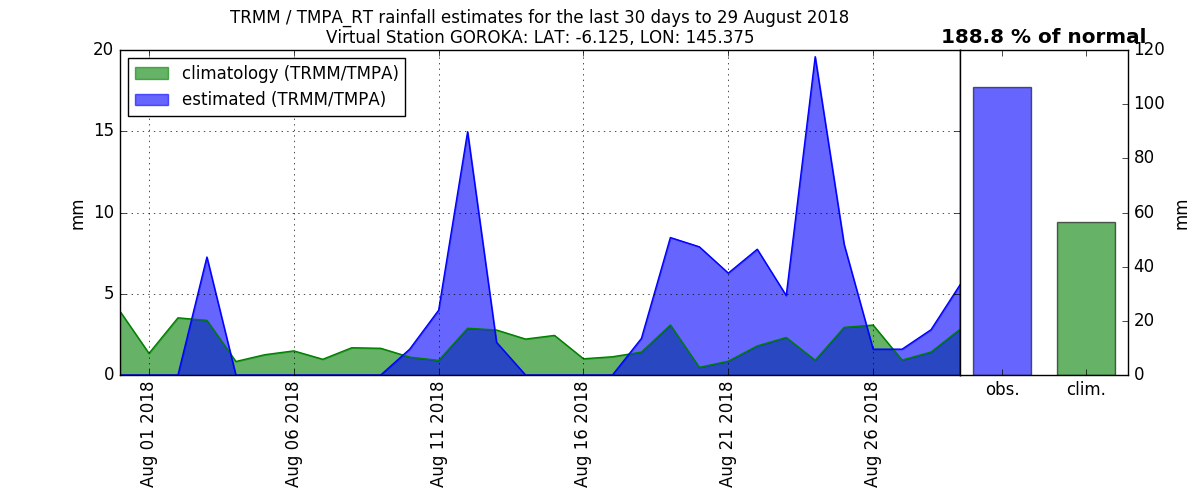 TRMM / TMPA_RT rainfall estimates for the last 30 days to 29 August 2018
Virtual Station GOROKA: LAT: -6.125, LON: 145.375
188.8 % of normal
climatology (TRMM/TMPA)
estimated (TRMM/TMPA)
20
15
10
5
0
mm
Aug 01 2018
Aug 06 2018
Aug 11 2018
Aug 16 2018
Aug 21 2018
Aug 26 2018
120
100
80
60
40
20
0
mm
obs.
clim.